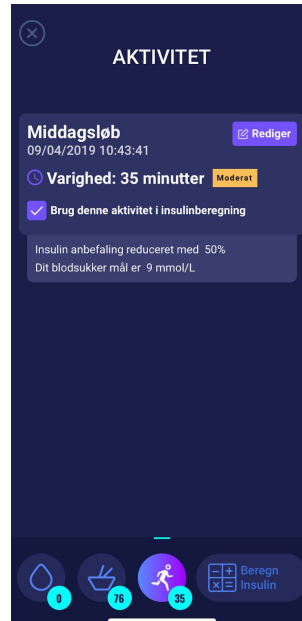 AKTIVITET
Middagsløb
Rediger
09/04/2019 10:43:41
Varighed: 35 minutter Moderat
Brug denne aktivitet i insulinberegning
Insulin anbefaling reduceret med 50%
Dit blodsukker mål er 9 mmol/L
Beregn
Insulin
0
76
35